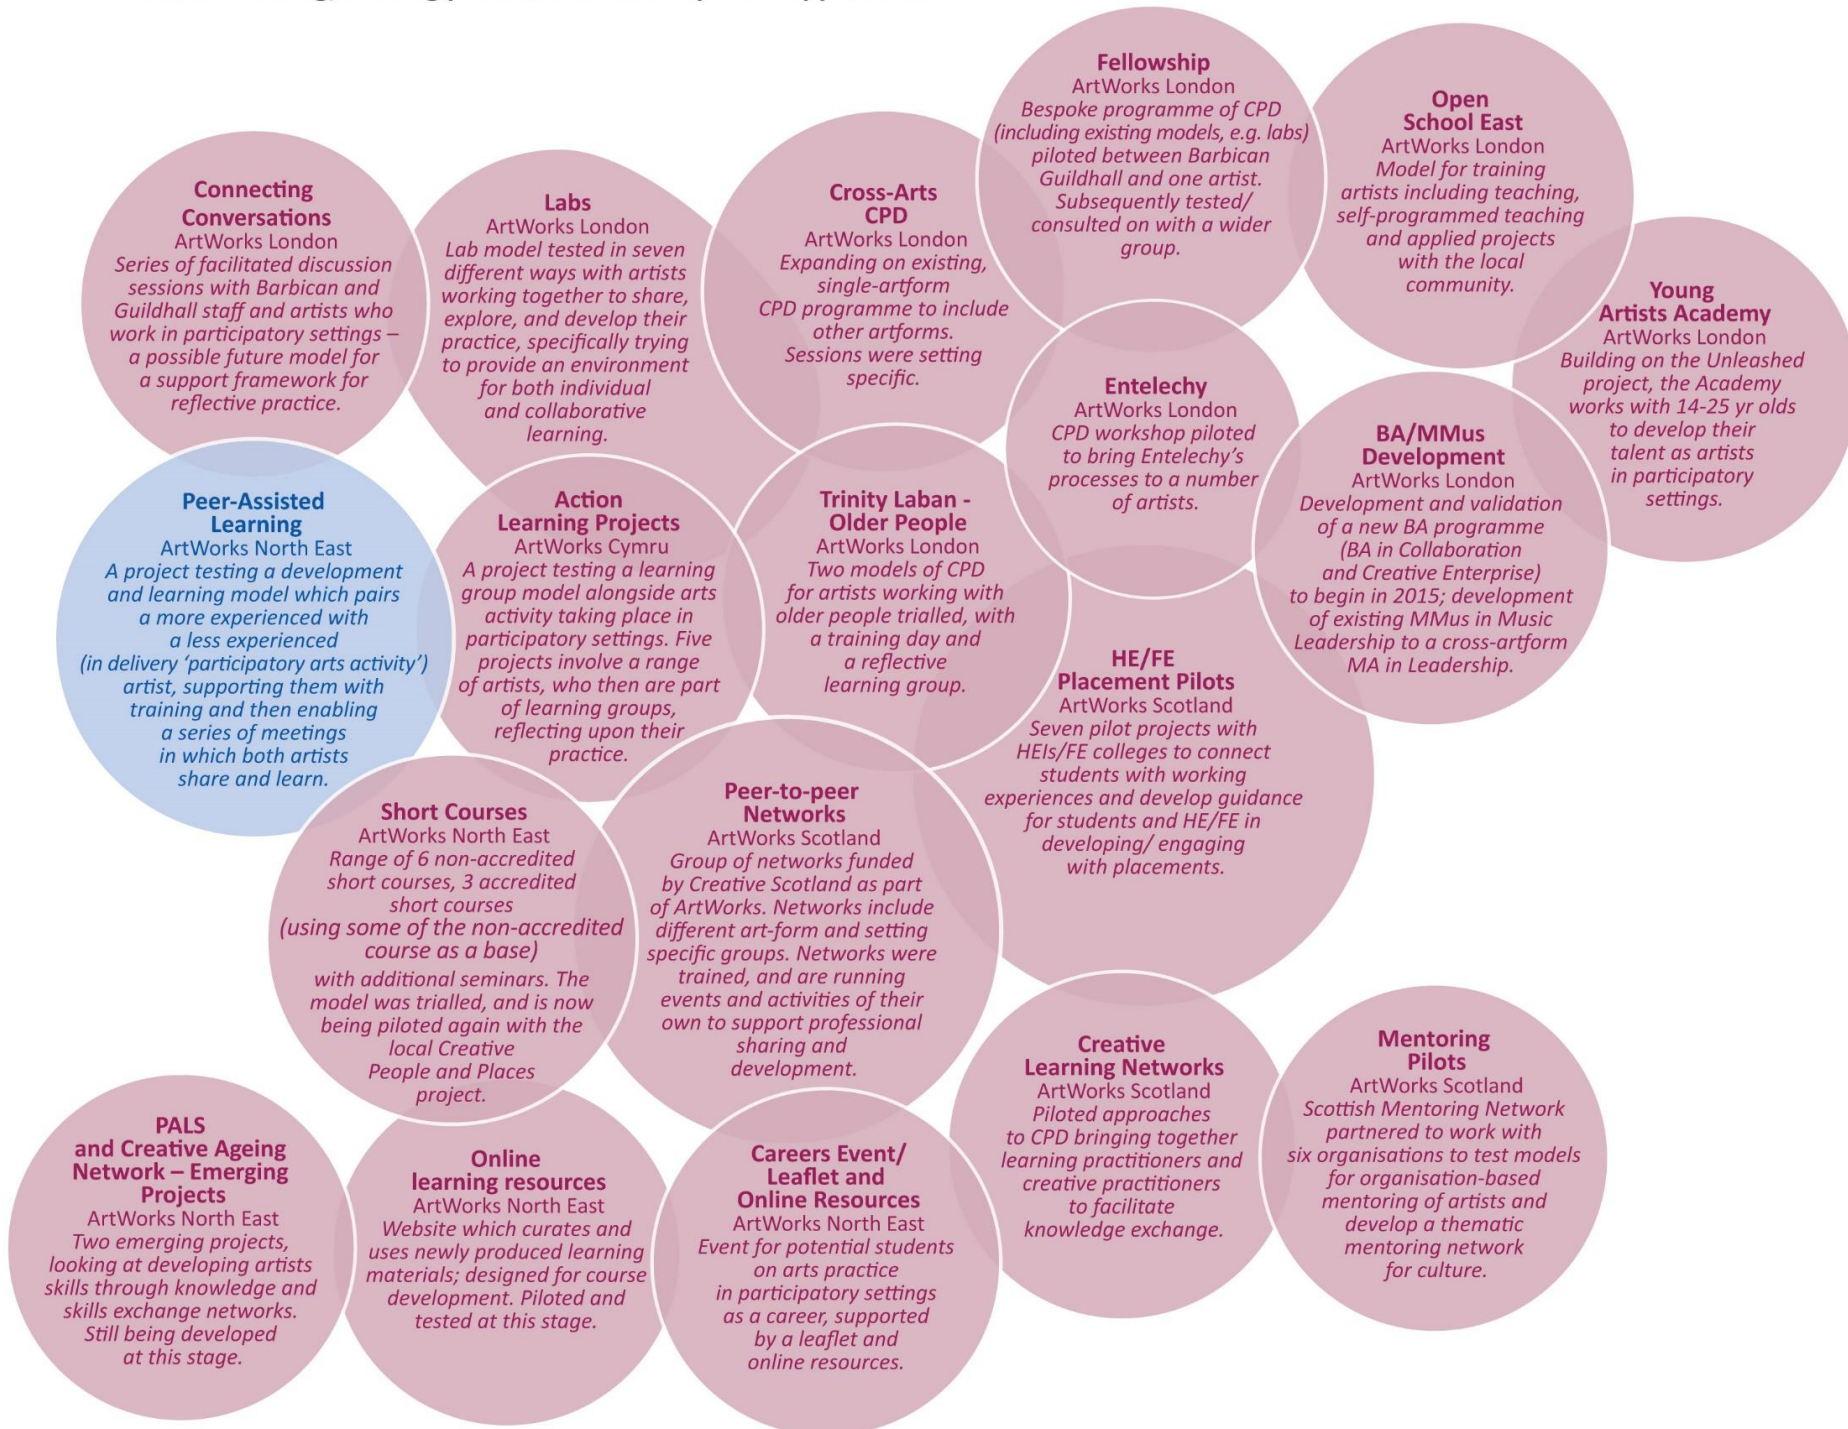 Fellowship
ArtWorks London
Bespoke programme of CPD
(including existing models, e.g. labs)
piloted between Barbican
Guildhall and one artist.
Subsequently tested/
consulted on with a wider
group.
Open
School East
ArtWorks London
Model for training
artists including teaching,
self-programmed teaching
and applied projects
with the local
community.
Connecting
Conversations
ArtWorks London
Series of facilitated discussion
sessions with Barbican and
Guildhall staff and artists who
work in participatory settings –
a possible future model for
a support framework for
reflective practice.
Labs
ArtWorks London
Lab model tested in seven
different ways with artists
working together to share,
explore, and develop their
practice, specifically trying
to provide an environment
for both individual
and collaborative
learning.
Cross-Arts
CPD
ArtWorks London
Expanding on existing,
single-artform
CPD programme to include
other artforms.
Sessions were setting
specific.
Young
Artists Academy
ArtWorks London
Building on the Unleashed
project, the Academy
works with 14-25 yr olds
to develop their
talent as artists
in participatory
settings.
Entelechy
ArtWorks London
CPD workshop piloted
to bring Entelechy's
processes to a number
of artists.
BA/MMus
Development
ArtWorks London
Development and validation
of a new BA programme
(BA in Collaboration
and Creative Enterprise)
to begin in 2015; development
of existing MMus in Music
Leadership to a cross-artform
MA in Leadership.
Peer-Assisted
Learning
ArtWorks North East
A project testing a development
and learning model which pairs
a more experienced with
a less experienced
(in delivery 'participatory arts activity')
artist, supporting them with
training and then enabling
a series of meetings
in which both artists
share and learn.
Action
Learning Projects
ArtWorks Cymru
A project testing a learning
group model alongside arts
activity taking place in
participatory settings. Five
projects involve a range
of artists, who then are part
of learning groups,
reflecting upon their
practice.
Trinity Laban -
Older People
ArtWorks London
Two models of CPD
for artists working with
older people trialled, with
a training day and
a reflective
learning group.
HE/FE
Placement Pilots
ArtWorks Scotland
Seven pilot projects with
HEIs/FE colleges to connect
students with working
experiences and develop guidance
for students and HE/FE in
developing/ engaging
with placements.
Short Courses
ArtWorks North East
Range of 6 non-accredited
short courses, 3 accredited
short courses
(using some of the non-accredited
course as a base)
with additional seminars. The
model was trialled, and is now
being piloted again with the
local Creative
People and Places
project.
Peer-to-peer
Networks
ArtWorks Scotland
Group of networks funded
by Creative Scotland as part
of ArtWorks. Networks include
different art-form and setting
specific groups. Networks were
trained, and are running
events and activities of their
own to support professional
sharing and
development.
Creative
Learning Networks
ArtWorks Scotland
Piloted approaches
to CPD bringing together
learning practitioners and
creative practitioners
to facilitate
knowledge exchange.
Mentoring
Pilots
ArtWorks Scotland
Scottish Mentoring Network
partnered to work with
six organisations to test models
for organisation-based
mentoring of artists and
develop a thematic
mentoring network
for culture.
PALS
and Creative Ageing
Network – Emerging
Projects
ArtWorks North East
Two emerging projects,
looking at developing artists
skills through knowledge and
skills exchange networks.
Still being developed
at this stage.
Online
learning resources
ArtWorks North East
Website which curates and
uses newly produced learning
materials; designed for course
development. Piloted and
tested at this stage.
Careers Event/
Leaflet and
Online Resources
ArtWorks North East
Event for potential students
on arts practice
in participatory settings
as a career, supported
by a leaflet and
online resources.